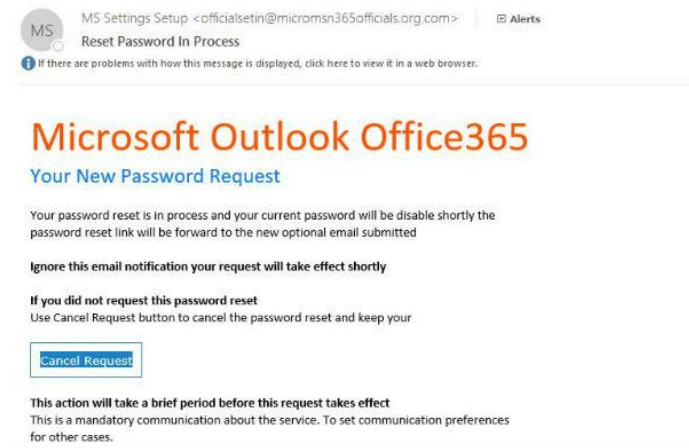 MS
MS Settings Setup <officialsetin@micromsn365officials.org.com>
Alerts
Reset Password In Process
If there are problems with how this message is displayed, click here to view it in a web browser.
Microsoft Outlook Office365
Your New Password Request
Your password reset is in process and your current password will be disable shortly the
password reset link will be forward to the new optional email submitted
Ignore this email notification your request will take effect shortly
If you did not request this password reset
Use Cancel Request button to cancel the password reset and keep your
Cancel Request
This action will take a brief period before this request takes effect
This is a mandatory communication about the service. To set communication preferences
for other cases.